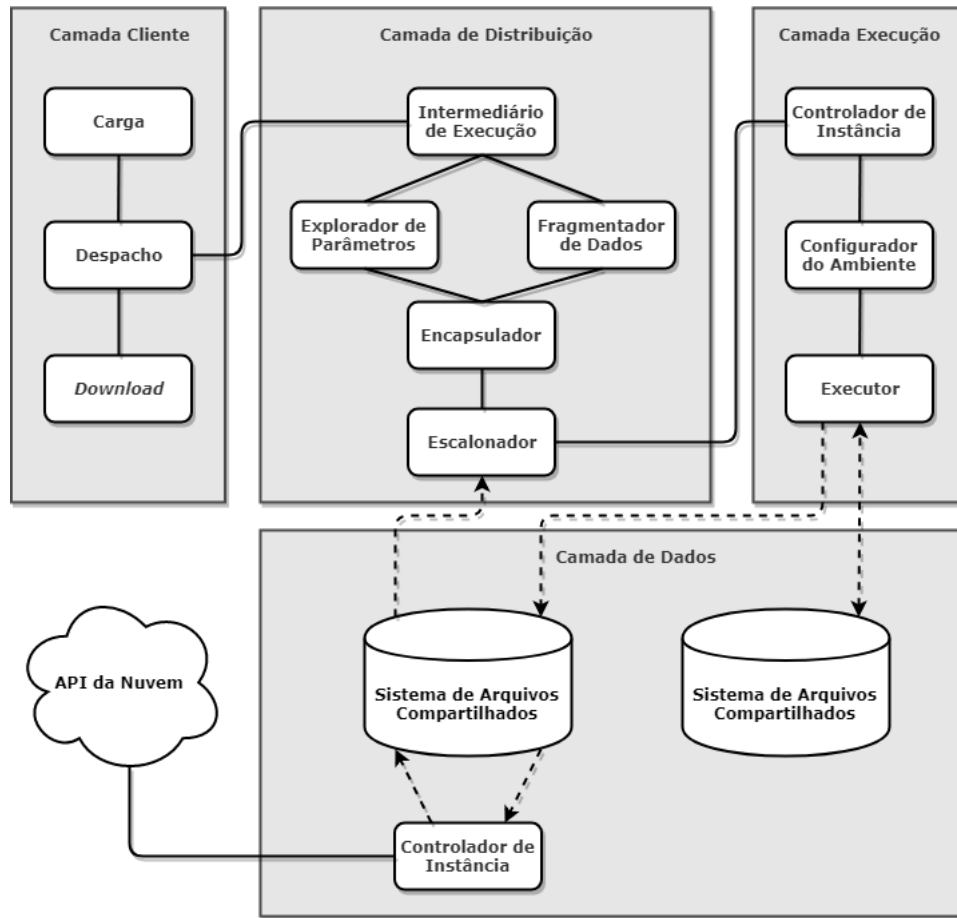 Camada Cliente
Carga
Despacho
Download
Camada de Distribuição
Intermediário
de Execução
Explorador de
Parâmetros
Fragmentador
de Dados
Encapsulador
Escalonador
Camada Execução
Controlador de
Instância
Configurador
do Ambiente
Executor
Camada de Dados
Sistema de Arquivos
Compartilhados
Sistema de Arquivos
Compartilhados
Controlador de
Instância
API da Nuvem